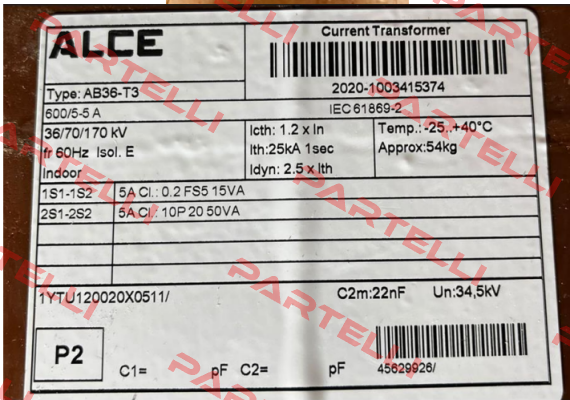 ALCE
Current Transformer
Type: AB36-T3
2020-1003415374
600/5-5 A
IEC 61869-2
36/70/170 kV
fr 60Hz Isol. E
Indoor
Icth: 1.2 x In
Ith:25kA 1sec
Idyn: 2.5 x Ith
Temp.: -25..+40°C
Approx:54kg
1S1-1S2 5A Cl.: 0.2 FS5 15VA
2S1-2S2 5A Cl.: 10P 20 50VA
1YTU120020X0511/
C2m:22nF Un:34,5kV
P2
C1= pF C2= pF
45629926/
PARTELLI
PARTELLI
PARTELLI
PARTELLI
PARTELLI
PARTELLI